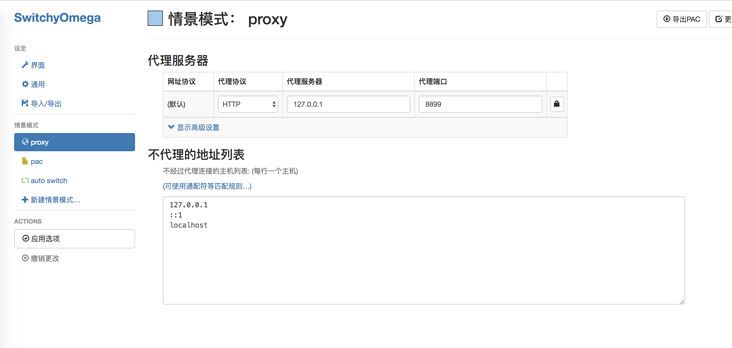 SwitchyOmega
设定
界面
通用
导入/导出
情景模式
proxy
pac
auto switch
新建情景模式...
ACTIONS
应用选项
撤销更改
情景模式： proxy
导出PAC
更
代理服务器
网址协议 代理协议 代理服务器 代理端口
(默认) HTTP 127.0.0.1 8899
显示高级设置
不代理的地址列表
不经过代理连接的主机列表: (每行一个主机)
(可使用通配符等匹配规则...)
127.0.0.1
::1
localhost